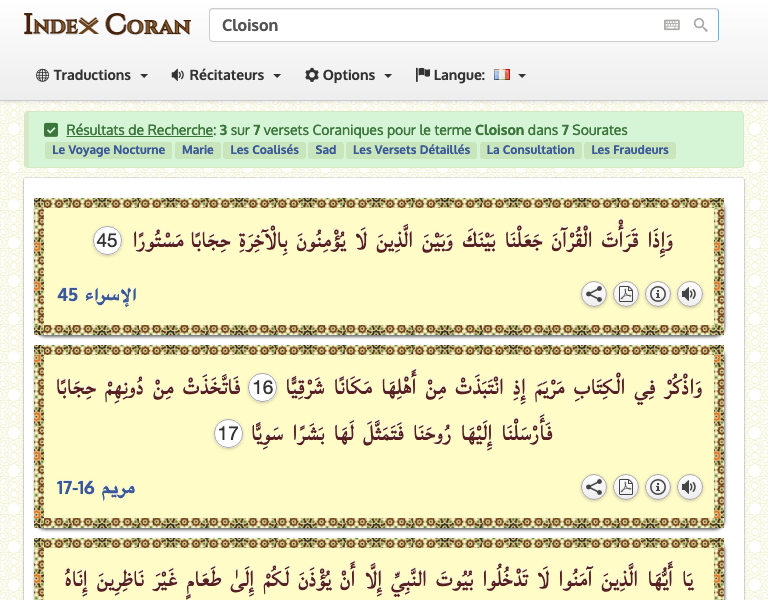 INDEX CORAN
Cloison
Traductions Récitateurs Options Langue:
Résultats de Recherche: 3 sur 7 versets Coraniques pour le terme Cloison dans 7 Sourates
Le Voyage Nocturne Marie Les Coalisés Sad Les Versets Détaillés La Consultation Les Fraudeurs
وَإِذَا قَرَأْتَ الْقُرْآنَ جَعَلْنَا بَيْنَكَ وَبَيْنَ الَّذِينَ لَا يُؤْمِنُونَ بِالْآخِرَةِ حِجَابًا مَسْتُورًا 45
الإسراء 45
وَاذْكُرْ فِي الْكِتَابِ مَرْيَمَ إِذِ انْتَبَذَتْ مِنْ أَهْلِهَا مَكَانًا شَرْقِيًّا 16 فَاتَّخَذَتْ مِنْ دُونِهِمْ حِجَابًا
فَأَرْسَلْنَا إِلَيْهَا رُوحَنَا فَتَمَثَّلَ لَهَا بَشَرًا سَوِيًّا 17
مريم 16-17
يَا أَيُّهَا الَّذِينَ آمَنُوا لَا تَدْخُلُوا بُيُوتَ النَّبِيِّ إِلَّا أَنْ يُؤْذَنَ لَكُمْ إِلَىٰ طَعَامٍ غَيْرَ نَاظِرِينَ إِنَاهُ